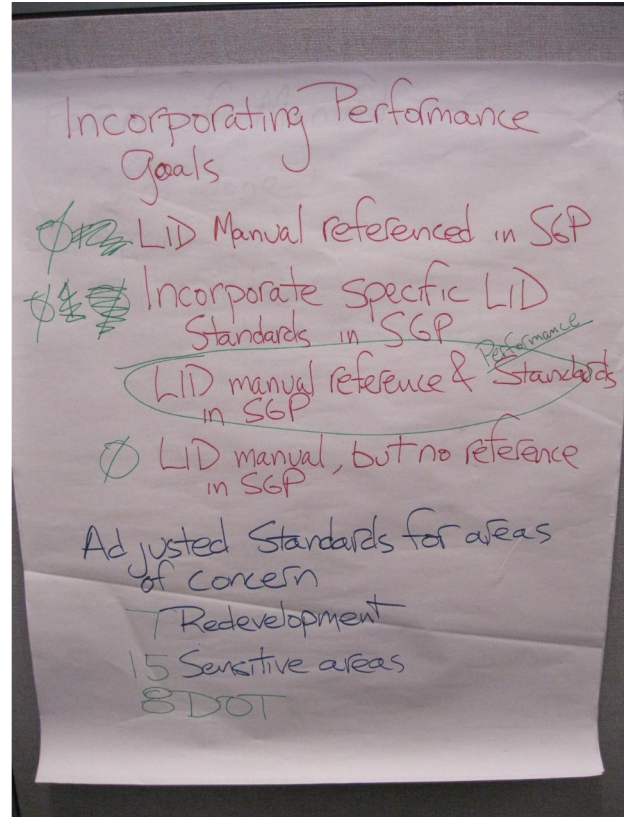 Incorporating Performance
Goals
Ø LID Manual referenced in SGP
Ø Incorporate specific LID
Standards in SGP
Performance
LID manual reference & Standards
in SGP
Ø LID manual, but no reference
in SGP
Adjusted Standards for areas
of concern
7 Redevelopment
15 Sensitive areas
8 DOT